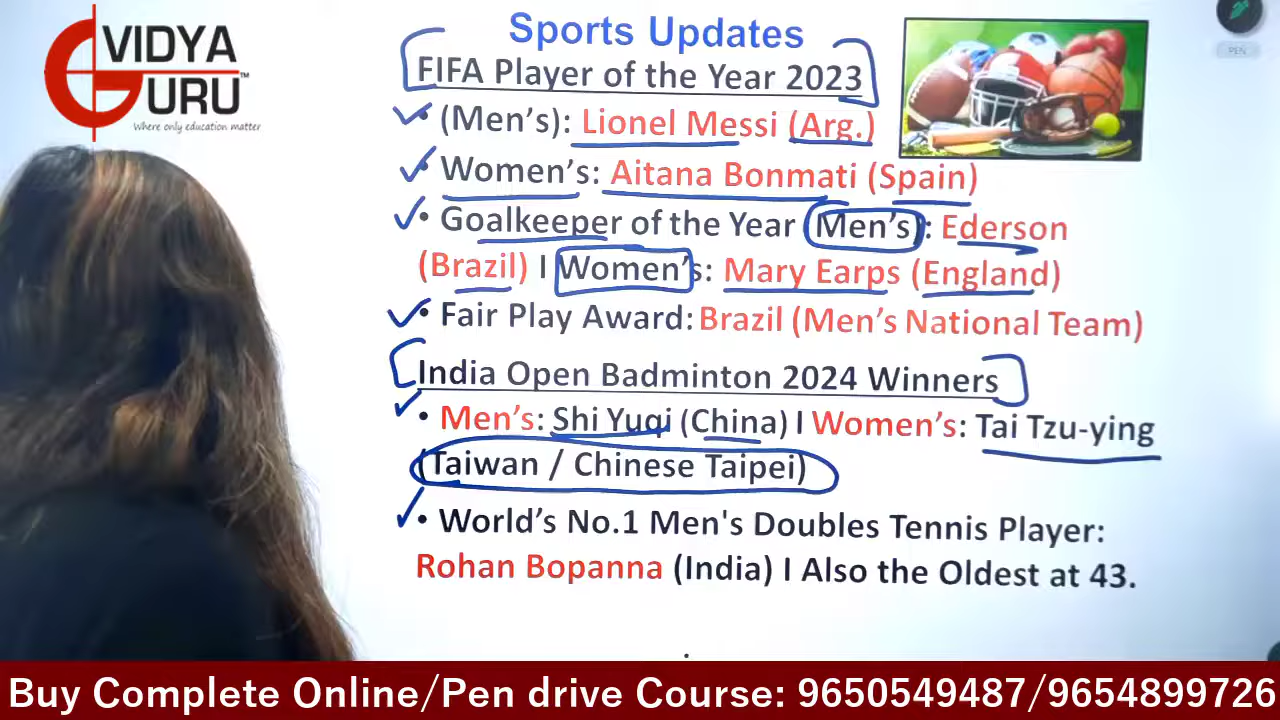 VIDYA
GURU™
Where only education matter
Sports Updates
PEN
FIFA Player of the Year 2023
• (Men's): Lionel Messi (Arg.)
• Women's: Aitana Bonmati (Spain)
• Goalkeeper of the Year (Men's): Ederson
(Brazil) I Women's: Mary Earps (England)
• Fair Play Award: Brazil (Men's National Team)
India Open Badminton 2024 Winners
• Men's: Shi Yuqi (China) I Women's: Tai Tzu-ying
(Taiwan / Chinese Taipei)
• World's No.1 Men's Doubles Tennis Player:
Rohan Bopanna (India) I Also the Oldest at 43.
Buy Complete Online/Pen drive Course: 9650549487/9654899726